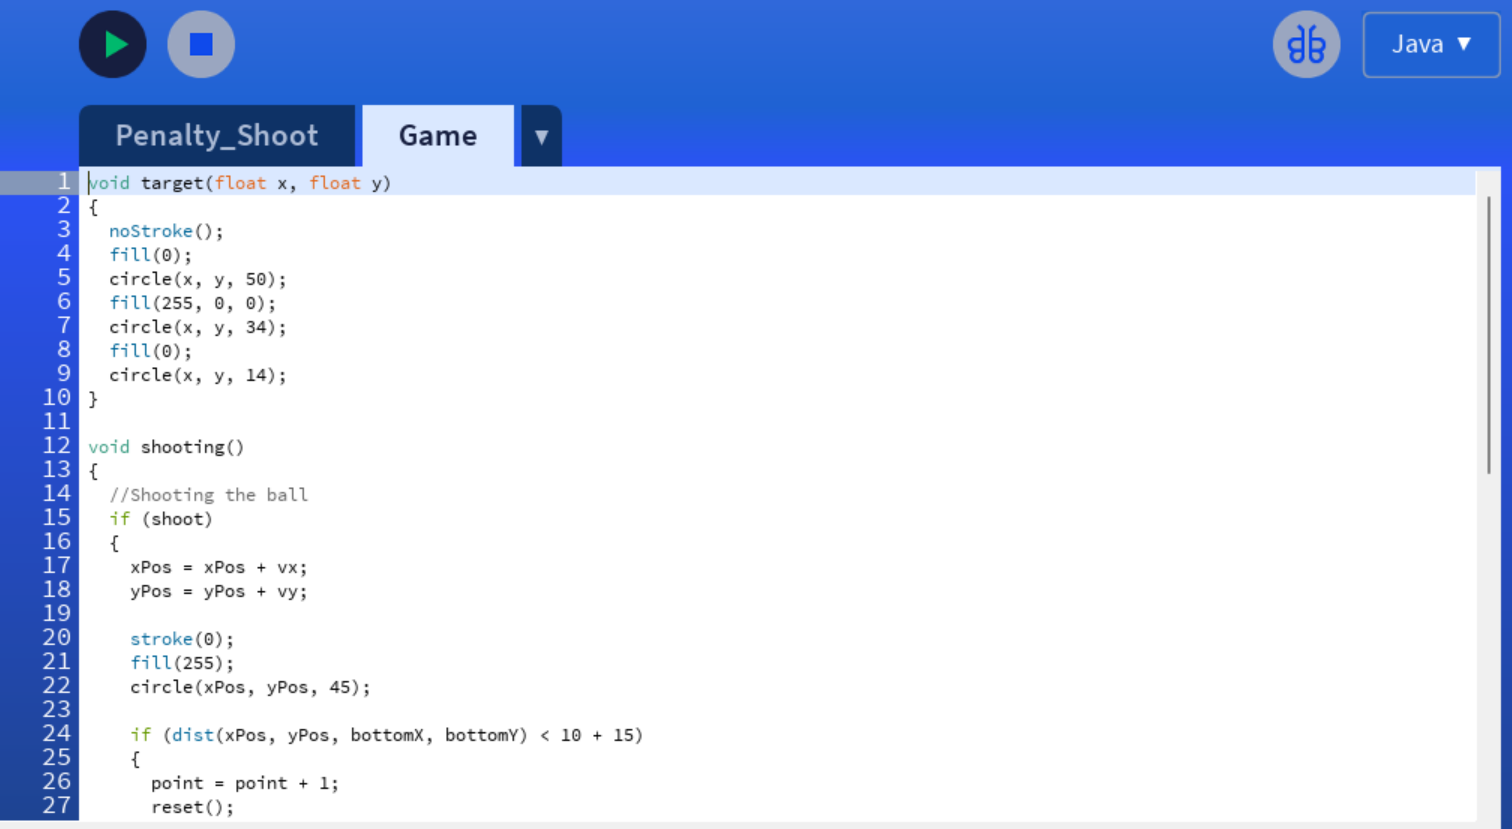 Java ▼
Penalty_Shoot Game ▼
1 void target(float x, float y)
2 {
3   noStroke();
4   fill(0);
5   circle(x, y, 50);
6   fill(255, 0, 0);
7   circle(x, y, 34);
8   fill(0);
9   circle(x, y, 14);
10 }
11
12 void shooting()
13 {
14   //Shooting the ball
15   if (shoot)
16   {
17     xPos = xPos + vx;
18     yPos = yPos + vy;
19
20     stroke(0);
21     fill(255);
22     circle(xPos, yPos, 45);
23
24     if (dist(xPos, yPos, bottomX, bottomY) < 10 + 15)
25     {
26       point = point + 1;
27       reset();